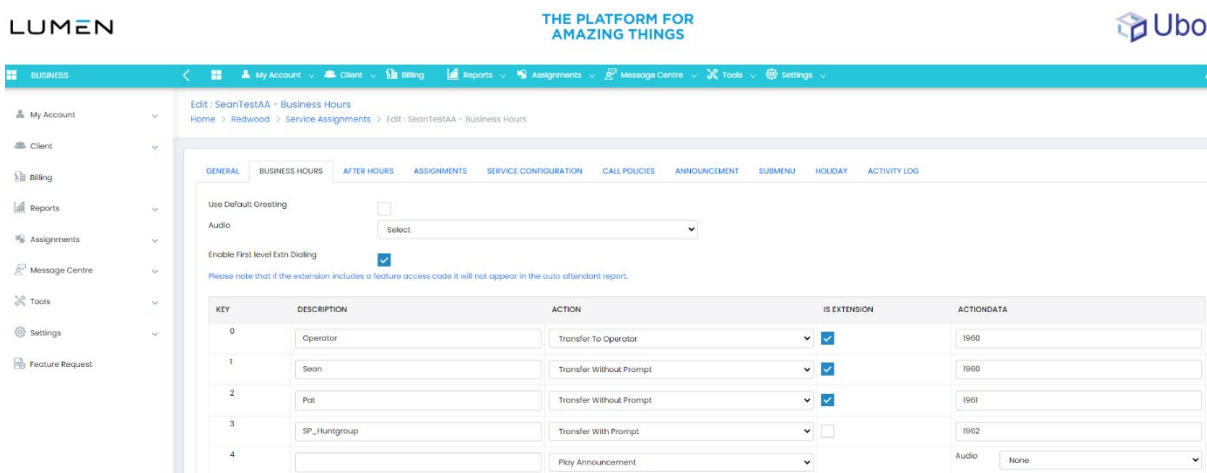 LUMEN
THE PLATFORM FOR
AMAZING THINGS
Ubo
BUSINESS
My Account
Client
Billing
Reports
Assignments
Message Centre
Tools
Settings
My Account
Client
Billing
Reports
Assignments
Message Centre
Tools
Settings
Feature Request
Edit : SeanTestAA - Business Hours
Home > Redwood > Service Assignments > Edit : SeanTestAA - Business Hours
GENERAL BUSINESS HOURS AFTER HOURS ASSIGNMENTS SERVICE CONFIGURATION CALL POLICIES ANNOUNCEMENT SUBMENU HOLIDAY ACTIVITY LOG
Use Default Greeting
Audio Select
Enable First level Extn Dialing
Please note that if the extension includes a feature access code it will not appear in the auto attendant report.
KEY DESCRIPTION ACTION IS EXTENSION ACTIONDATA
0 Operator Transfer To Operator 1960
1 Sean Transfer Without Prompt 1960
2 Pat Transfer Without Prompt 1961
3 SP_Huntgroup Transfer With Prompt 1962
4 Play Announcement Audio None